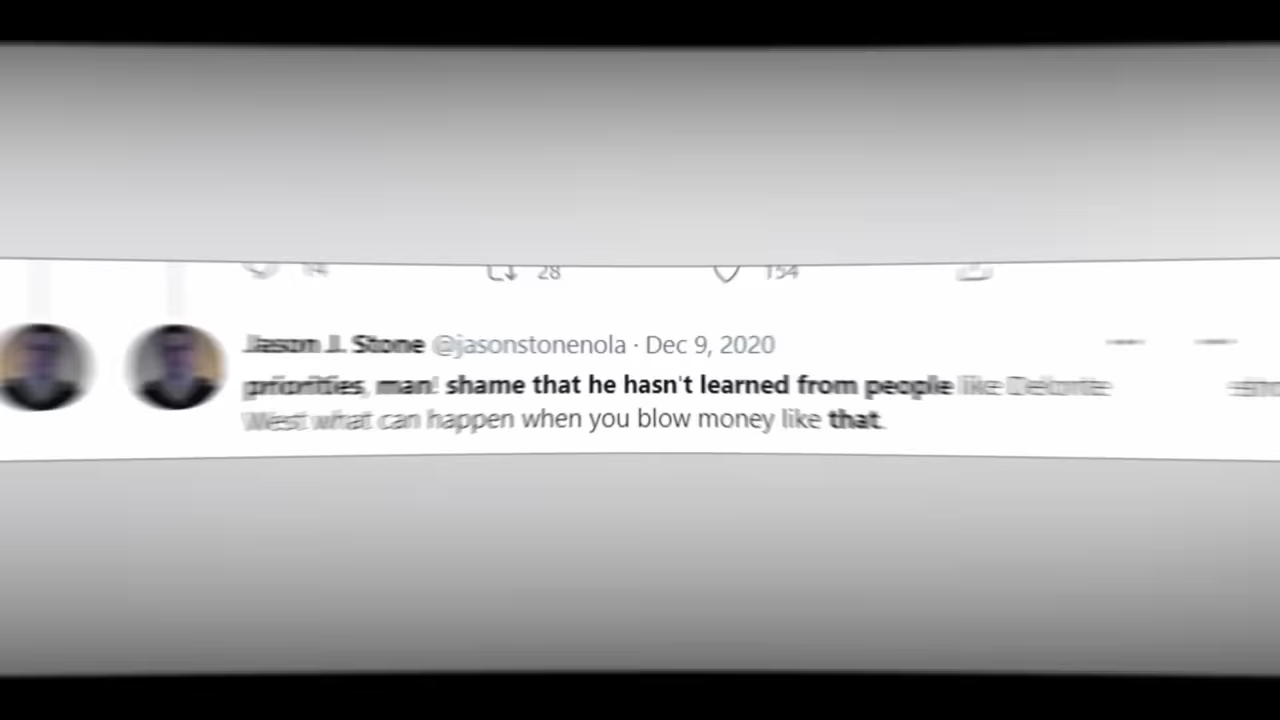 14 28 154
Jason J. Stone @jasonstonenola · Dec 9, 2020
priorities, man! shame that he hasn't learned from people like Delonte
West what can happen when you blow money like that.